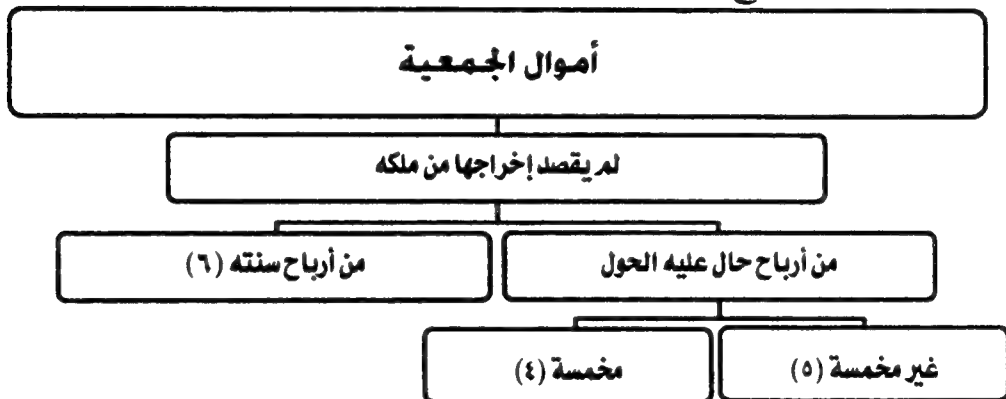 أموال الجمعية
لم يقصد إخراجها من ملكه
من أرباح حال عليه الحول
من أرباح سنته (٦)
غير مخمسة (٥)
مخمسة (٤)